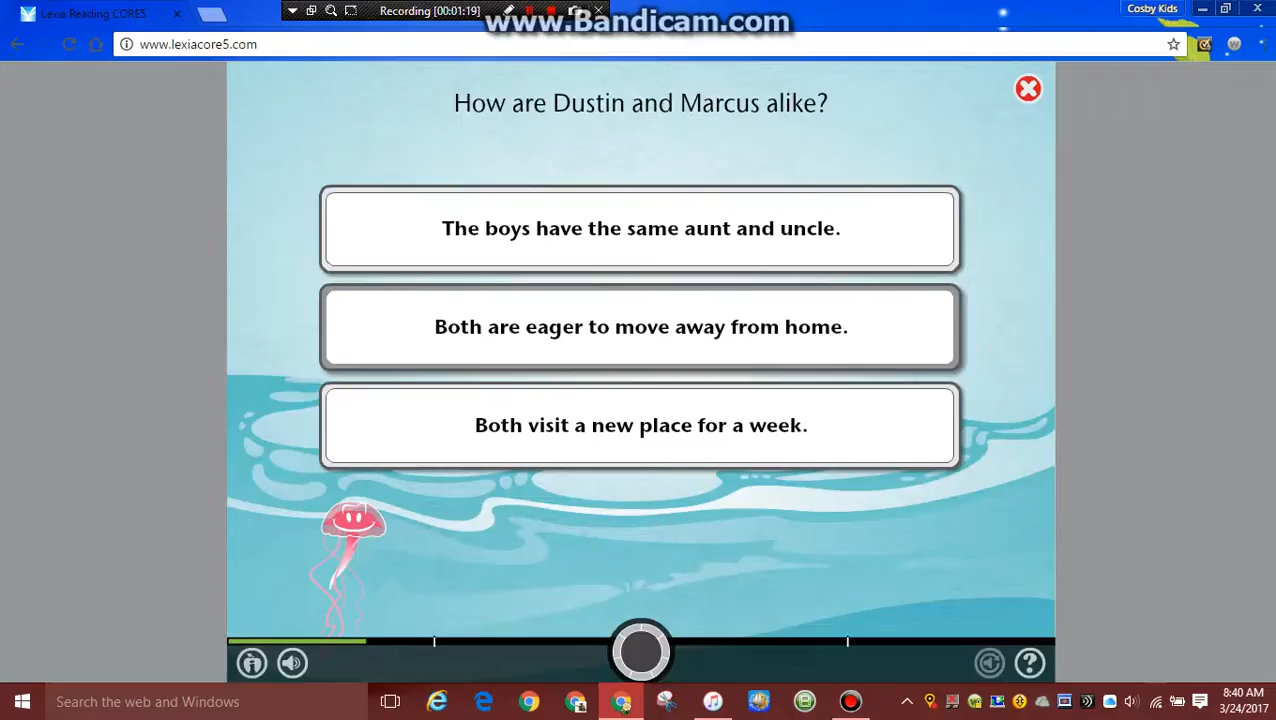 Lexia Reading CORE5
Recording [00:01:19]
www.Bandicam.com
Cosby Kids
www.lexiacore5.com
How are Dustin and Marcus alike?
The boys have the same aunt and uncle.
Both are eager to move away from home.
Both visit a new place for a week.
Search the web and Windows
8:40 AM
3/24/2017